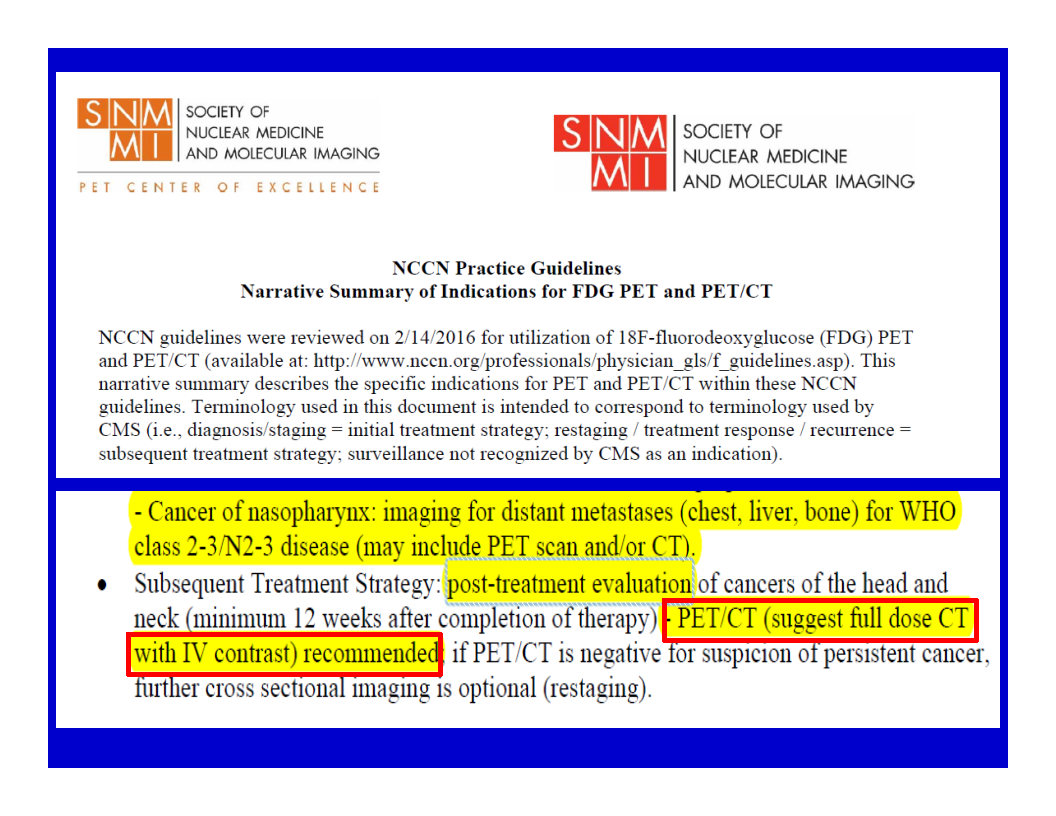 SNM
MI
SOCIETY OF
NUCLEAR MEDICINE
AND MOLECULAR IMAGING
PET CENTER OF EXCELLENCE
SNM
MI
SOCIETY OF
NUCLEAR MEDICINE
AND MOLECULAR IMAGING
NCCN Practice Guidelines
Narrative Summary of Indications for FDG PET and PET/CT
NCCN guidelines were reviewed on 2/14/2016 for utilization of 18F-fluorodeoxyglucose (FDG) PET
and PET/CT (available at: http://www.nccn.org/professionals/physician_gls/f_guidelines.asp). This
narrative summary describes the specific indications for PET and PET/CT within these NCCN
guidelines. Terminology used in this document is intended to correspond to terminology used by
CMS (i.e., diagnosis/staging = initial treatment strategy; restaging / treatment response / recurrence =
subsequent treatment strategy; surveillance not recognized by CMS as an indication).
- Cancer of nasopharynx: imaging for distant metastases (chest, liver, bone) for WHO
class 2-3/N2-3 disease (may include PET scan and/or CT).
• Subsequent Treatment Strategy: post-treatment evaluation of cancers of the head and
neck (minimum 12 weeks after completion of therapy) - PET/CT (suggest full dose CT
with IV contrast) recommended; if PET/CT is negative for suspicion of persistent cancer,
further cross sectional imaging is optional (restaging).